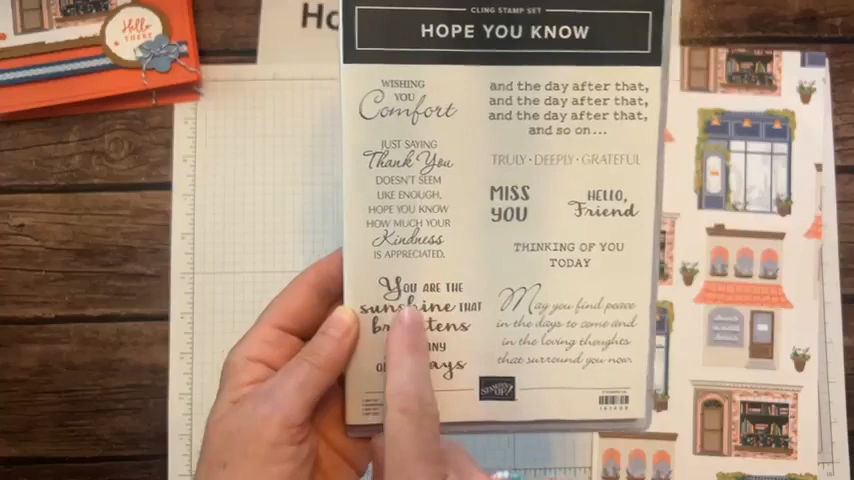 Hello
THERE
Ho
CLING STAMP SET
HOPE YOU KNOW
WISHING
YOU
Comfort
JUST SAYING
Thank You
DOESN'T SEEM
LIKE ENOUGH.
HOPE YOU KNOW
HOW MUCH YOUR
Kindness
IS APPRECIATED.
YOU ARE THE
sunshine THAT
and the day after that,
and the day after that,
and the day after that,
and so on...
TRULY • DEEPLY • GRATEFUL
MISS
YOU
HELLO,
Friend
THINKING OF YOU
TODAY
May you find peace
in the days to come and
in the loving thoughts
that surround you now.
STAMPIN' UP!